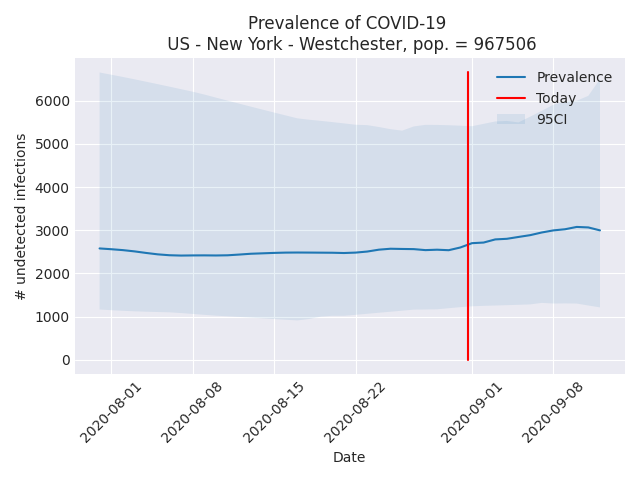 Prevalence of COVID-19
US - New York - Westchester, pop. = 967506
Prevalence
Today
95CI
6000
5000
4000
3000
2000
1000
0
# undetected infections
2020-08-01
2020-08-08
2020-08-15
2020-08-22
2020-09-01
2020-09-08
Date